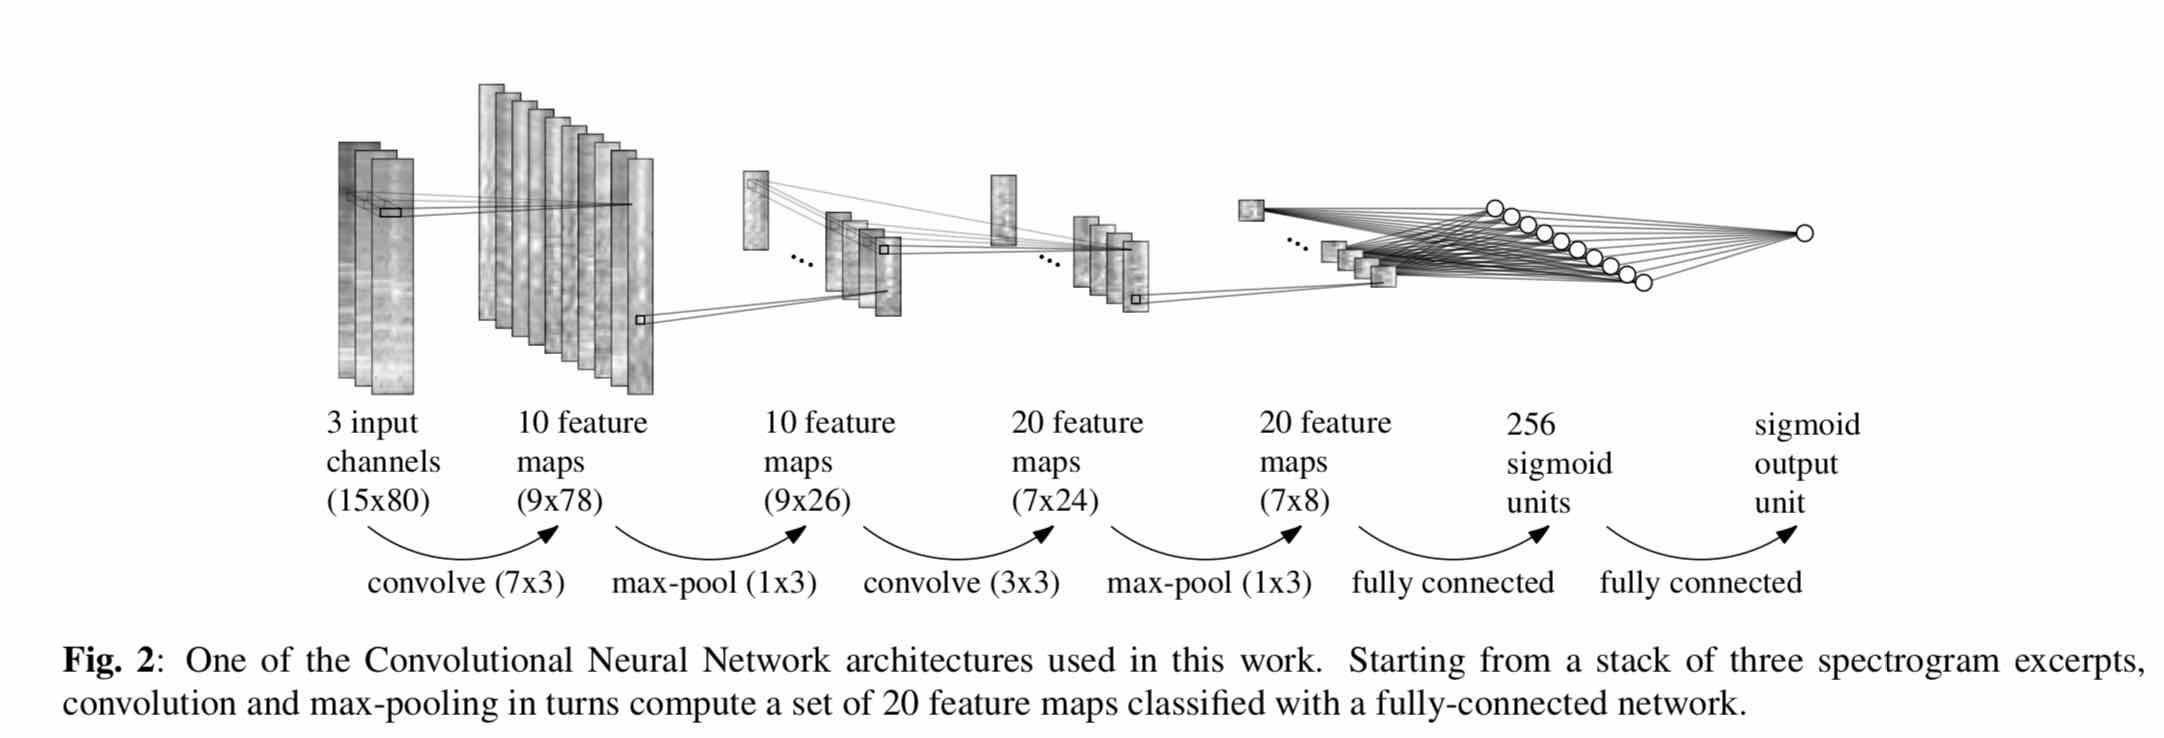 3 input channels (15x80)
10 feature maps (9x78)
10 feature maps (9x26)
20 feature maps (7x24)
20 feature maps (7x8)
256 sigmoid units
sigmoid output unit
convolve (7x3)
max-pool (1x3)
convolve (3x3)
max-pool (1x3)
fully connected
fully connected
Fig. 2: One of the Convolutional Neural Network architectures used in this work. Starting from a stack of three spectrogram excerpts,
convolution and max-pooling in turns compute a set of 20 feature maps classified with a fully-connected network.